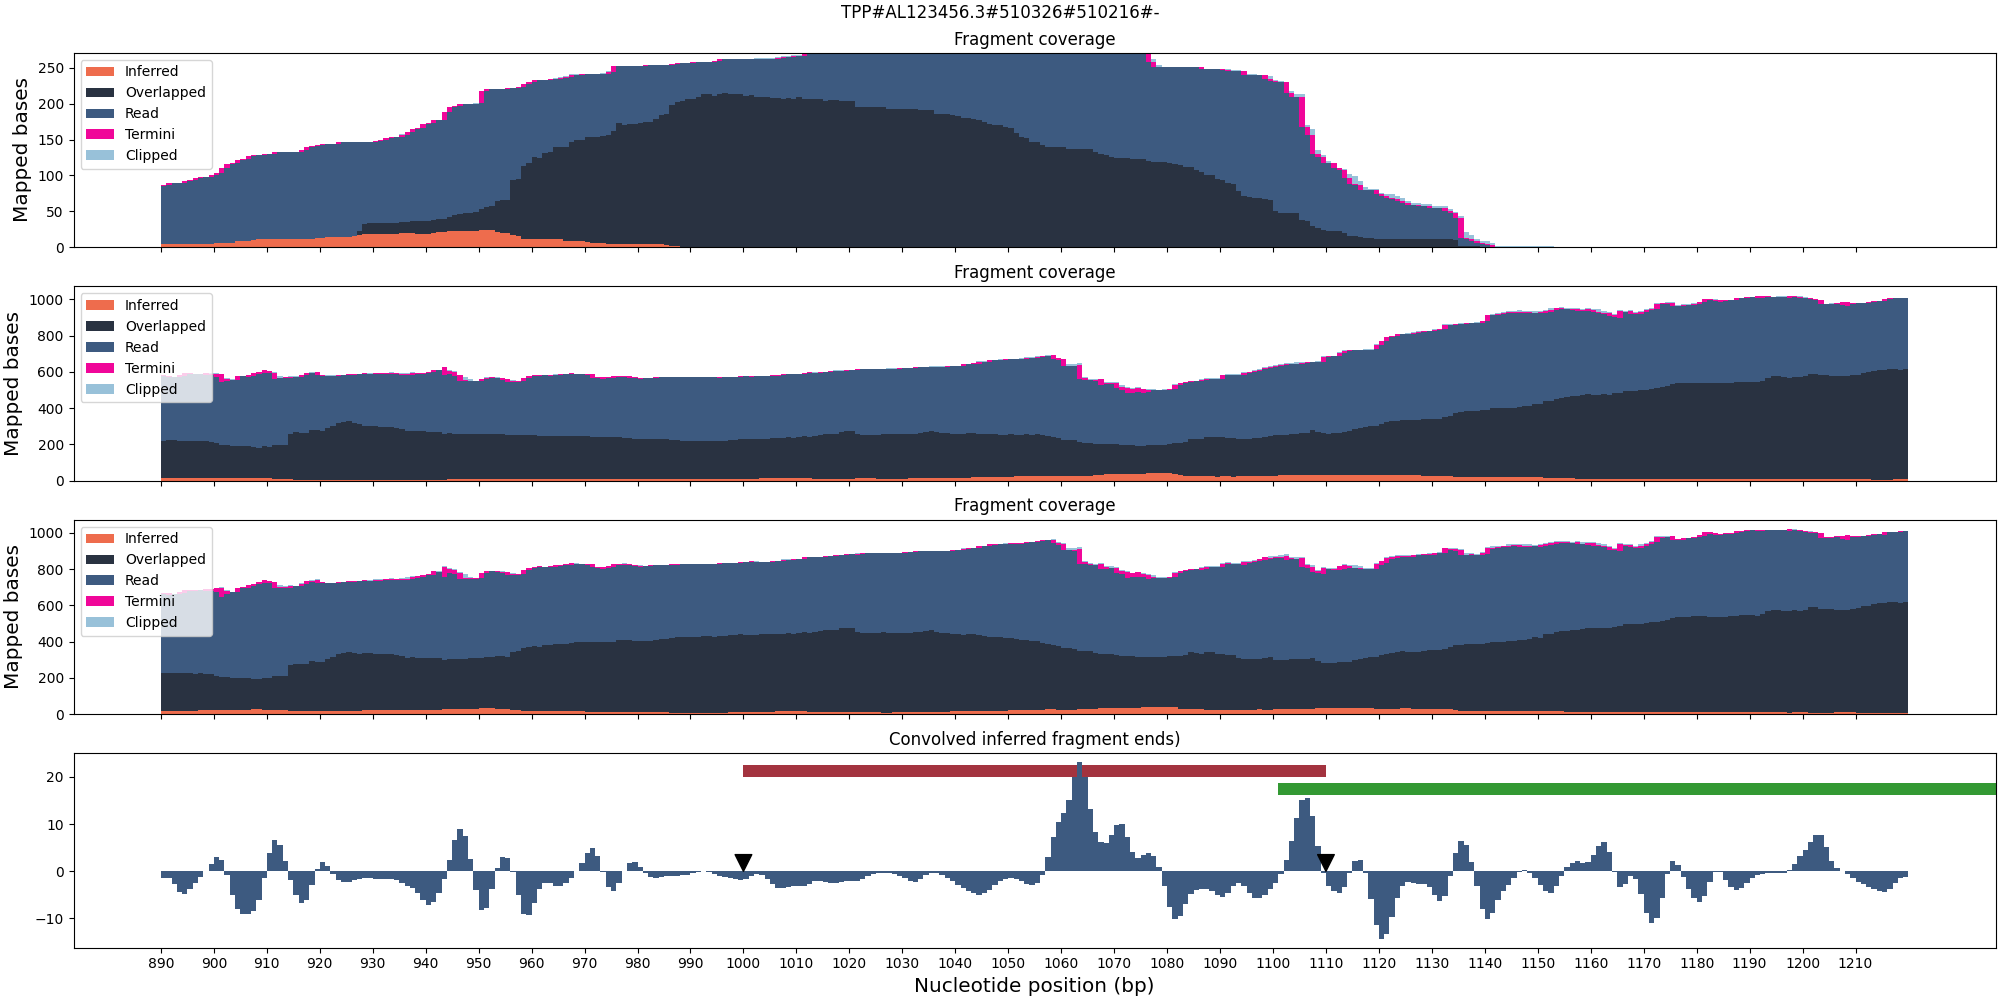 TPP#AL123456.3#510326#510216#-
Fragment coverage
Mapped bases
250
200
150
100
50
0
Inferred
Overlapped
Read
Termini
Clipped
Fragment coverage
Mapped bases
1000
800
600
400
200
0
Inferred
Overlapped
Read
Termini
Clipped
Fragment coverage
Mapped bases
1000
800
600
400
200
0
Inferred
Overlapped
Read
Termini
Clipped
Convolved inferred fragment ends)
20
10
0
−10
890 900 910 920 930 940 950 960 970 980 990 1000 1010 1020 1030 1040 1050 1060 1070 1080 1090 1100 1110 1120 1130 1140 1150 1160 1170 1180 1190 1200 1210
Nucleotide position (bp)